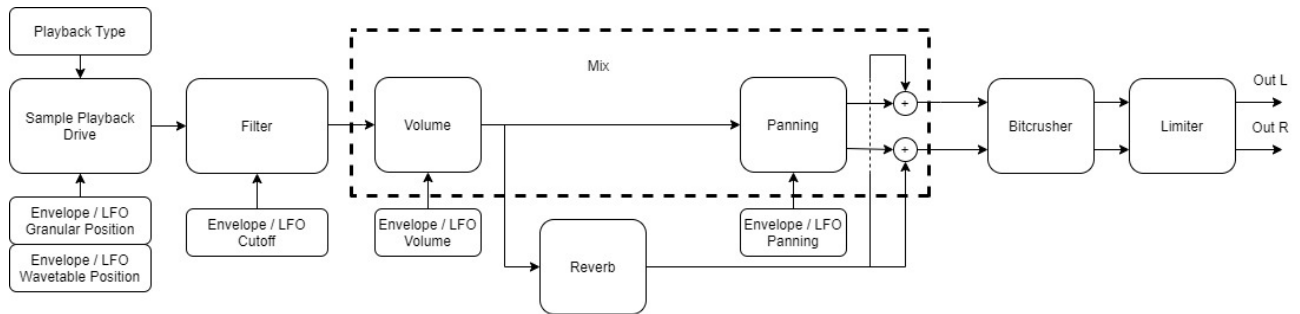 Playback Type
Sample Playback
Drive
Envelope / LFO
Granular Position
Envelope / LFO
Wavetable Position
Filter
Envelope / LFO
Cutoff
Mix
Volume
Envelope / LFO
Volume
Reverb
Panning
Envelope / LFO
Panning
+
+
Bitcrusher
Limiter
Out L
Out R